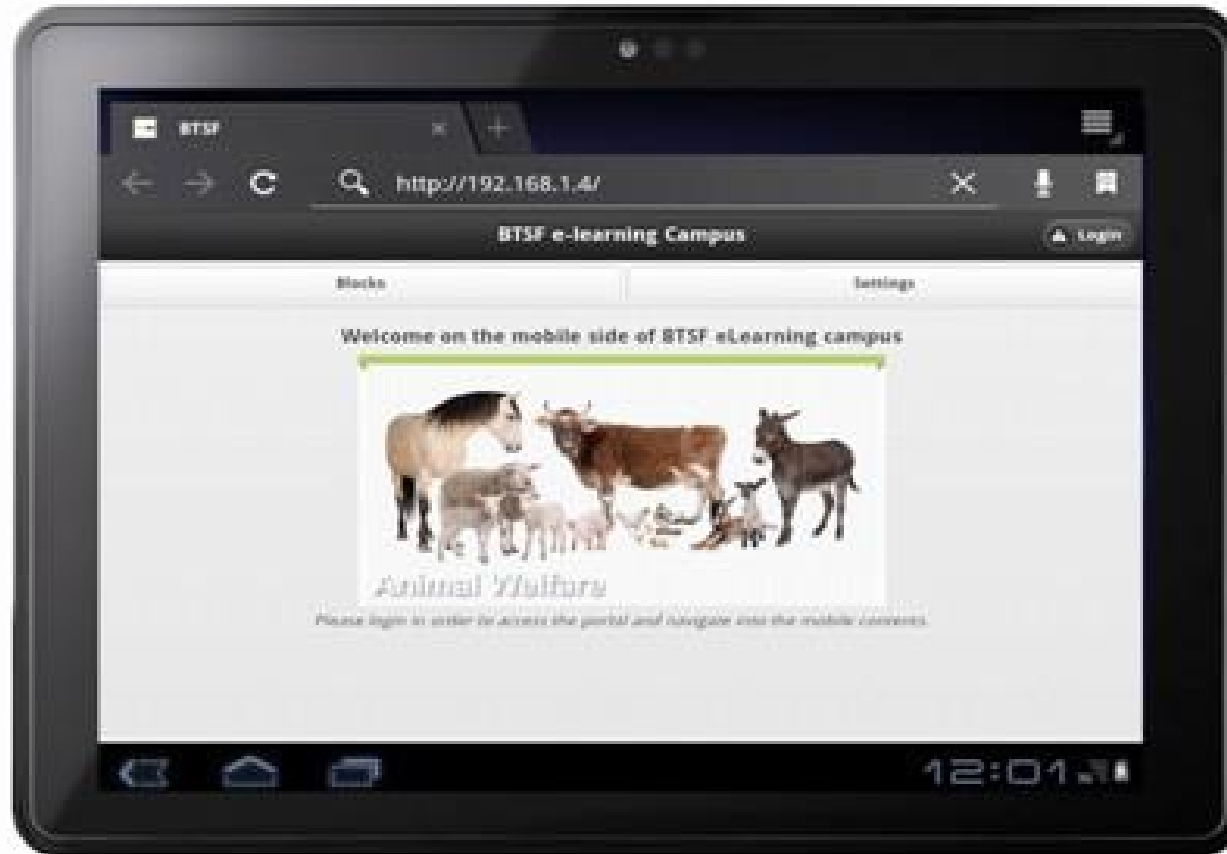 BTSF
http://192.168.1.4/
BTSF e-learning Campus
Login
Blocks
Settings
Welcome on the mobile side of BTSF eLearning campus
Animal Welfare
Please login in order to access the portal and navigate into the mobile contents.
12:01